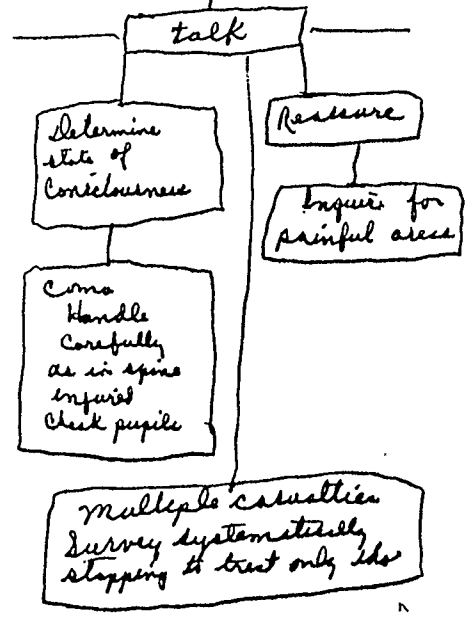 talk
Determine
state of
Consciousness
Reassure
Inquire for
painful areas
Coma
Handle
Carefully
as in spine
injured
Check pupils
Multiple casualties
Survey systematically
stopping to treat only